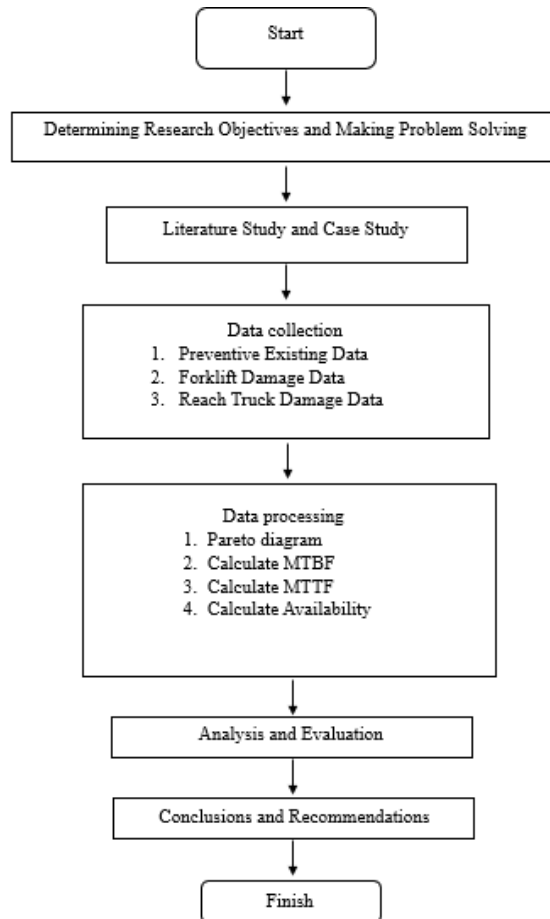 Start
Determining Research Objectives and Making Problem Solving
Literature Study and Case Study
Data collection
1. Preventive Existing Data
2. Forklift Damage Data
3. Reach Truck Damage Data
Data processing
1. Pareto diagram
2. Calculate MTBF
3. Calculate MTTF
4. Calculate Availability
Analysis and Evaluation
Conclusions and Recommendations
Finish